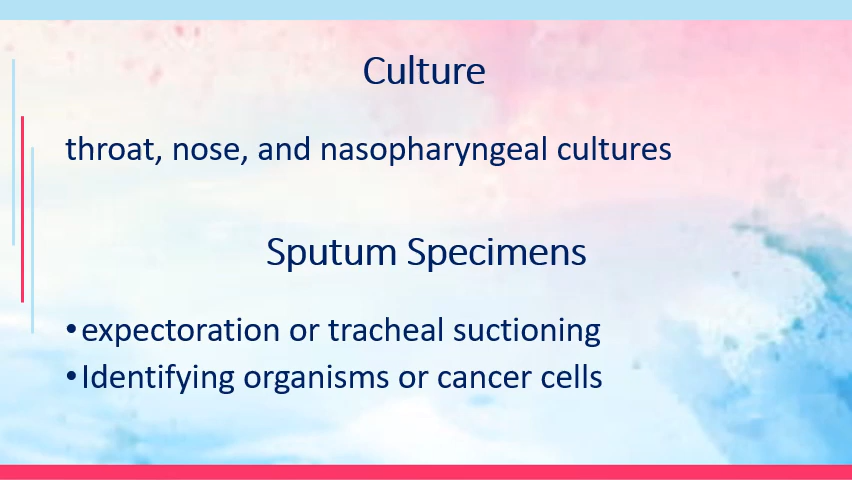 Culture
throat, nose, and nasopharyngeal cultures
Sputum Specimens
•expectoration or tracheal suctioning
•Identifying organisms or cancer cells